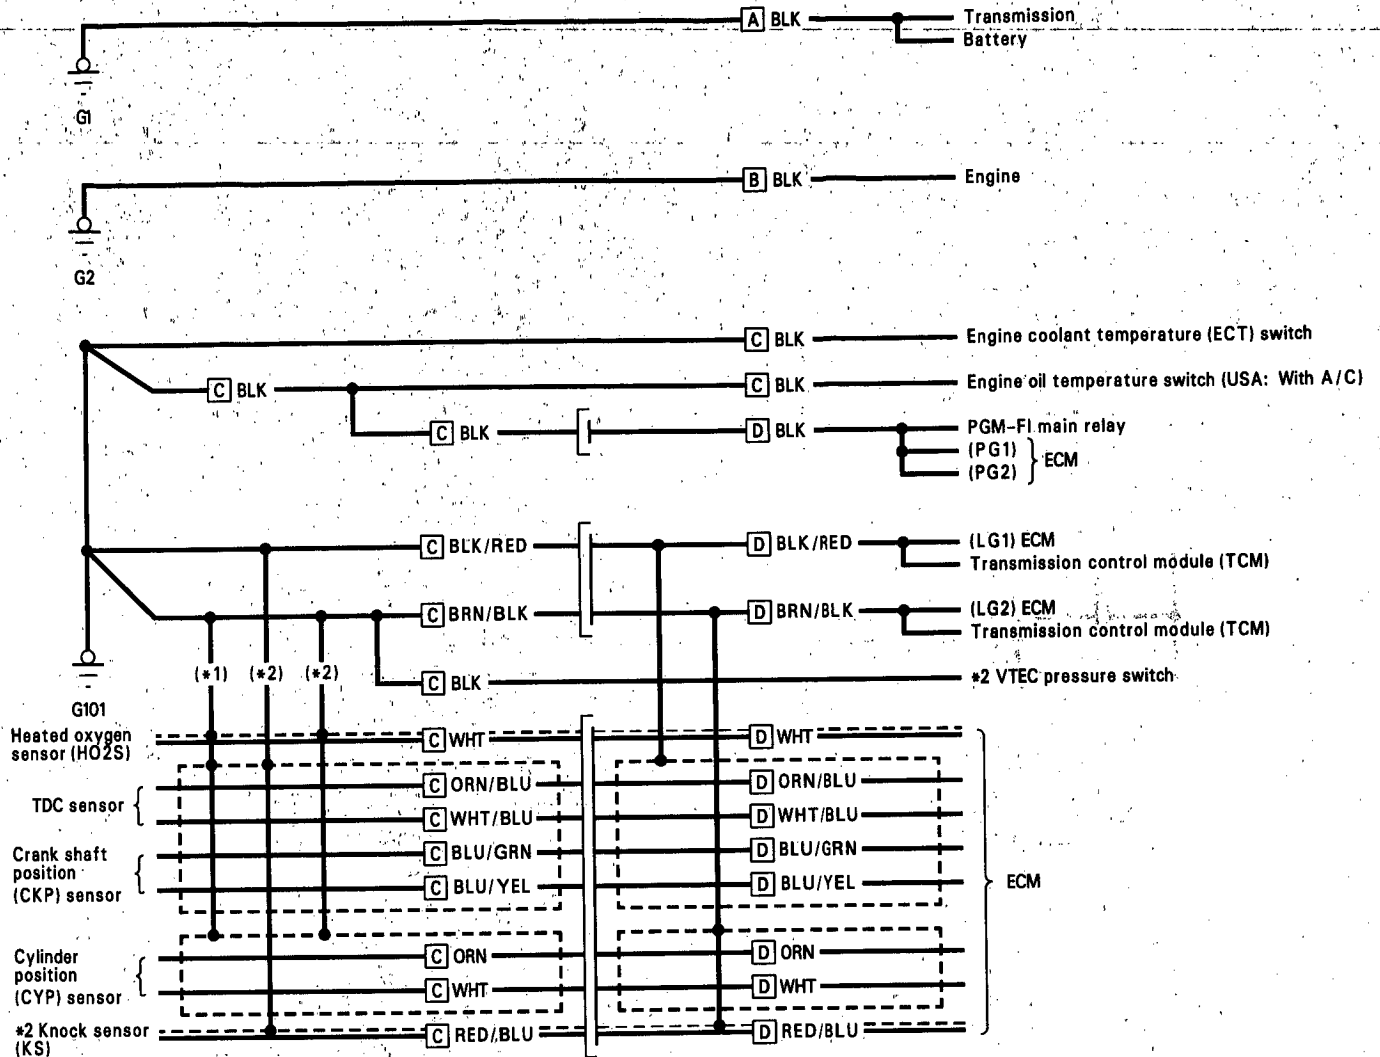 A BLK Transmission
Battery
G1
B BLK Engine
G2
C BLK Engine coolant temperature (ECT) switch
C BLK C BLK Engine oil temperature switch (USA: With A/C)
C BLK D BLK PGM-FI main relay
(PG1)
(PG2)
ECM
C BLK/RED D BLK/RED (LG1) ECM
Transmission control module (TCM)
C BRN/BLK D BRN/BLK (LG2) ECM
Transmission control module (TCM)
(*1) (*2) (*2)
C BLK *2 VTEC pressure switch
G101
Heated oxygen
sensor (HO2S)
C WHT D WHT
TDC sensor
C ORN/BLU D ORN/BLU
C WHT/BLU D WHT/BLU
Crank shaft
position
(CKP) sensor
C BLU/GRN D BLU/GRN
C BLU/YEL D BLU/YEL
ECM
Cylinder
position
(CYP) sensor
C ORN D ORN
C WHT D WHT
*2 Knock sensor
(KS)
C RED/BLU D RED/BLU